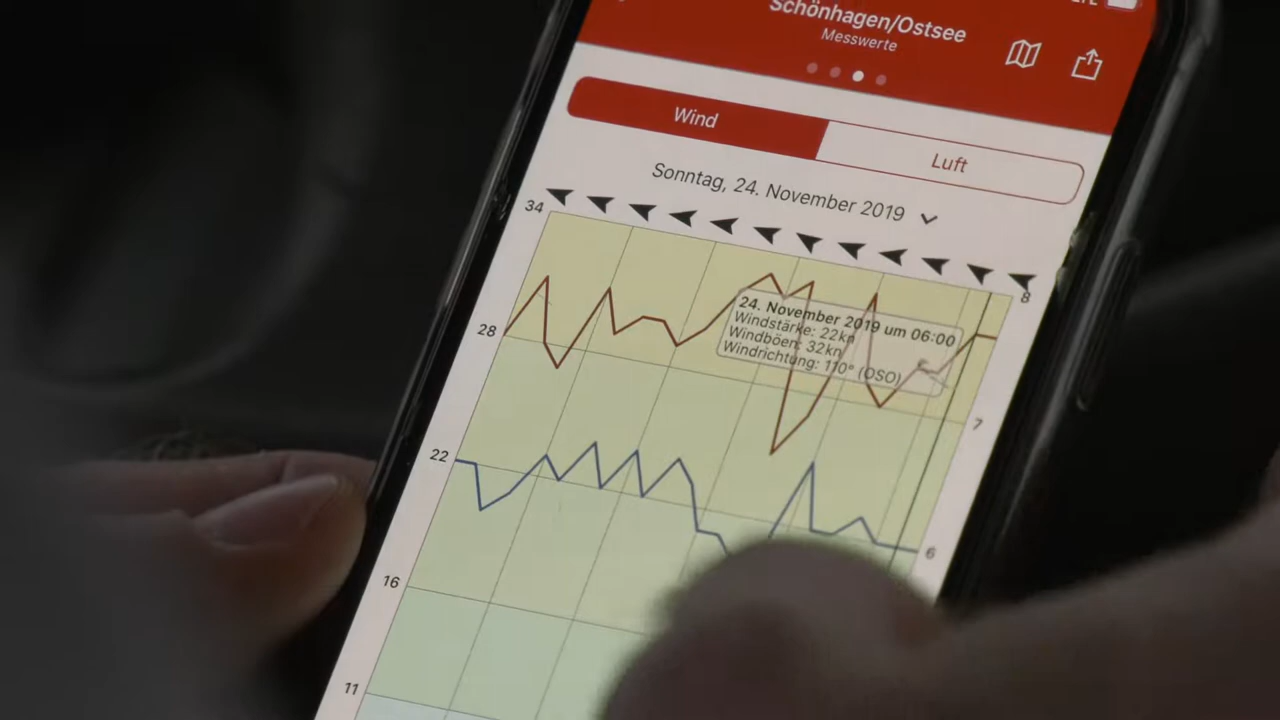 LTE
Schönhagen/Ostsee
Messwerte
Wind
Luft
Sonntag, 24. November 2019
34
8
28
24. November 2019 um 06:00
Windstärke: 22kn
Windböen: 32kn
Windrichtung: 110° (OSO)
7
22
6
16
11